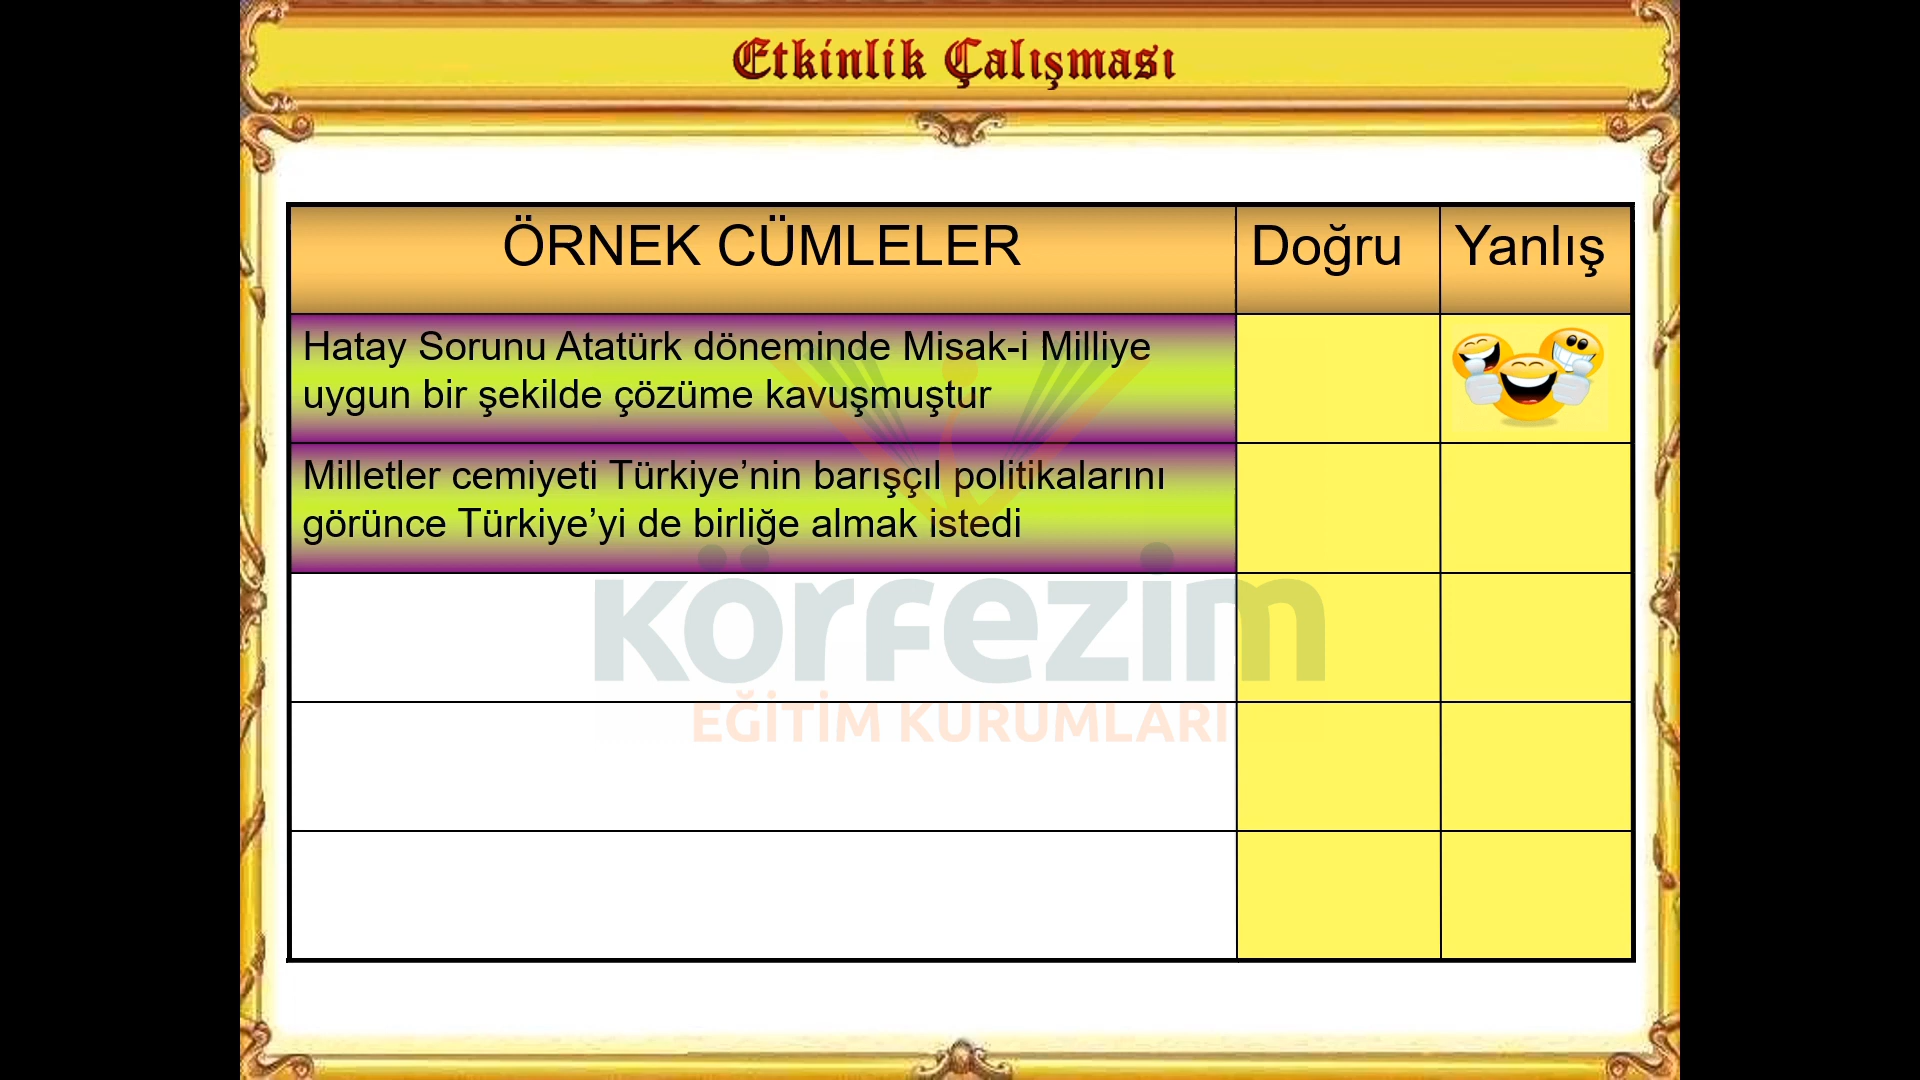 Etkinlik Çalışması
ÖRNEK CÜMLELER
Doğru
Yanlış
Hatay Sorunu Atatürk döneminde Misak-i Milliye
uygun bir şekilde çözüme kavuşmuştur
Milletler cemiyeti Türkiye’nin barışçıl politikalarını
görünce Türkiye’yi de birliğe almak istedi
körfezim
EĞİTİM KURUMLARI